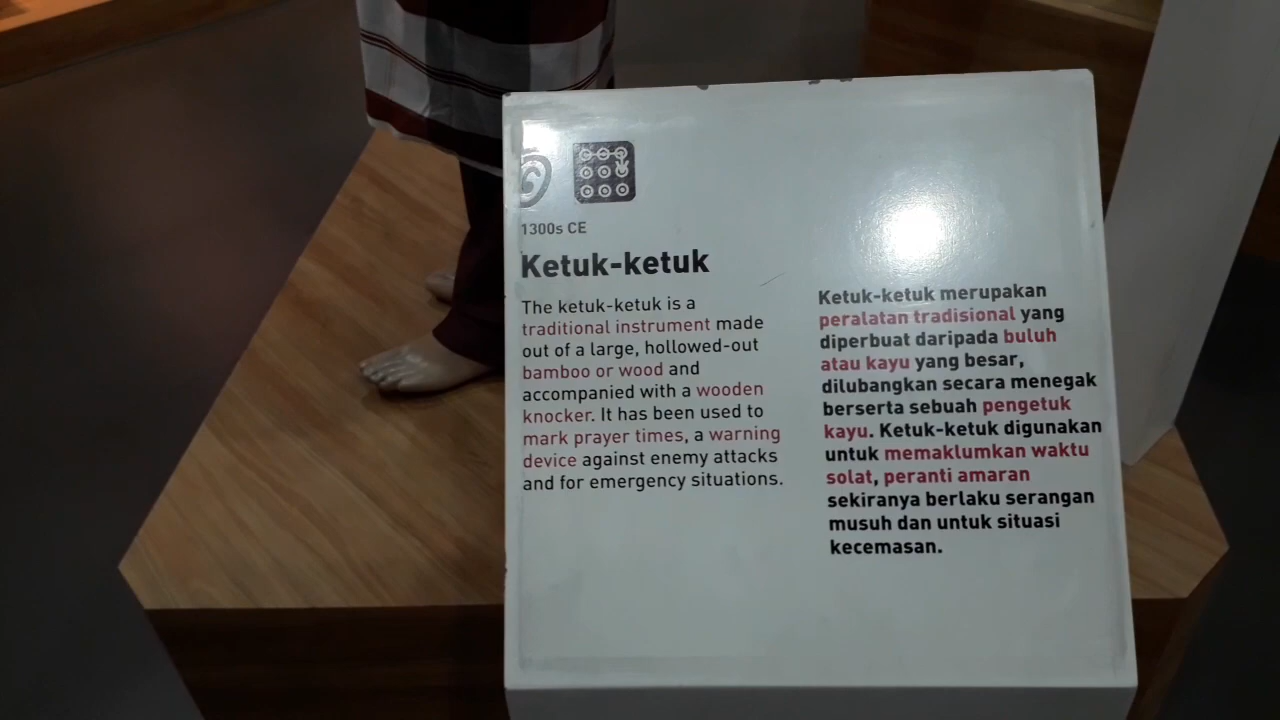 1300s CE
Ketuk-ketuk
The ketuk-ketuk is a
traditional instrument made
out of a large, hollowed-out
bamboo or wood and
accompanied with a wooden
knocker. It has been used to
mark prayer times, a warning
device against enemy attacks
and for emergency situations.
Ketuk-ketuk merupakan
peralatan tradisional yang
diperbuat daripada buluh
atau kayu yang besar,
dilubangkan secara menegak
berserta sebuah pengetuk
kayu. Ketuk-ketuk digunakan
untuk memaklumkan waktu
solat, peranti amaran
sekiranya berlaku serangan
musuh dan untuk situasi
kecemasan.